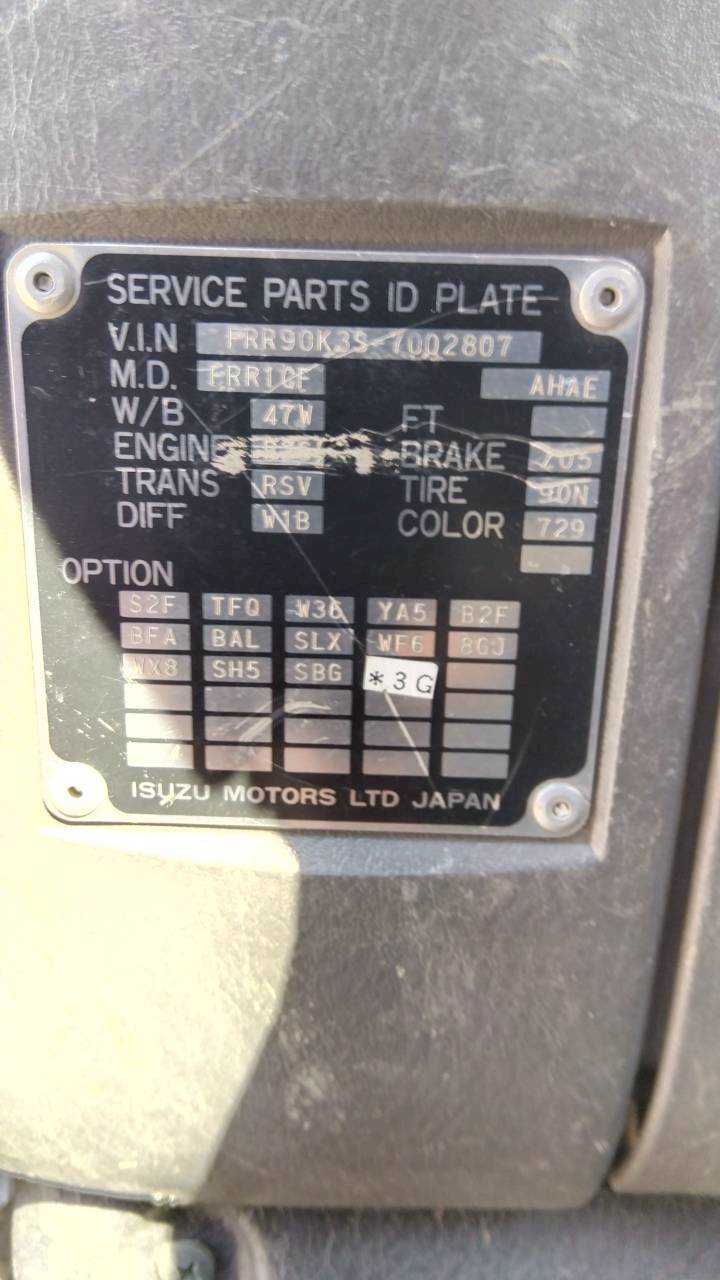 SERVICE PARTS ID PLATE
V.I.N FRR90K3S-7002807
M.D. FRR1CF AHAE
W/B 47W FT
ENGINE BRAKE 705
TRANS RSV TIRE 90N
DIFF W1B COLOR 729
OPTION
S2F TFQ W36 YA5 B2F
BFA BAL SLX WF6 8GJ
WX8 SH5 SBG *3G
ISUZU MOTORS LTD JAPAN